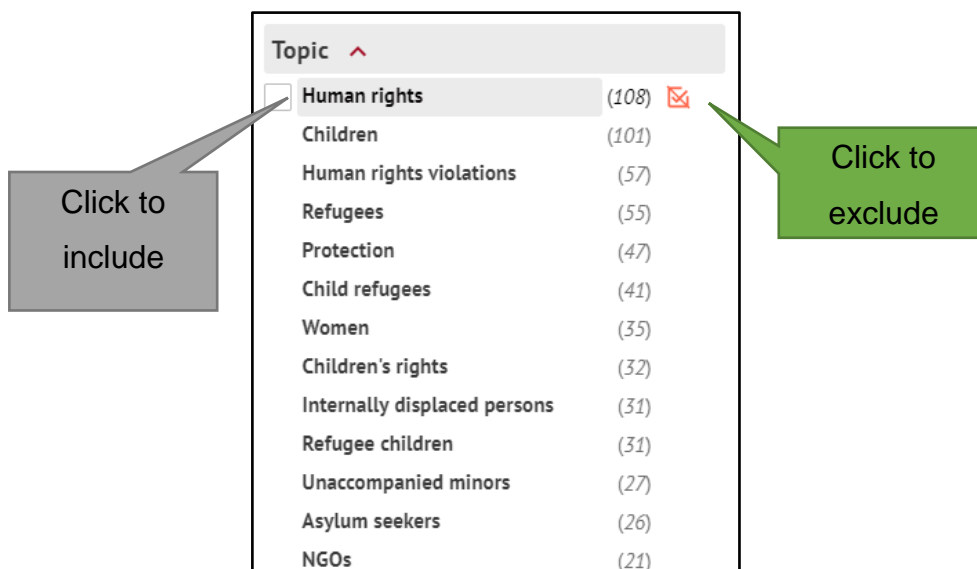 Topic
Human rights (108)
Children (101)
Human rights violations (57)
Refugees (55)
Protection (47)
Child refugees (41)
Women (35)
Children's rights (32)
Internally displaced persons (31)
Refugee children (31)
Unaccompanied minors (27)
Asylum seekers (26)
NGOs (21)
Click to
include
Click to
exclude